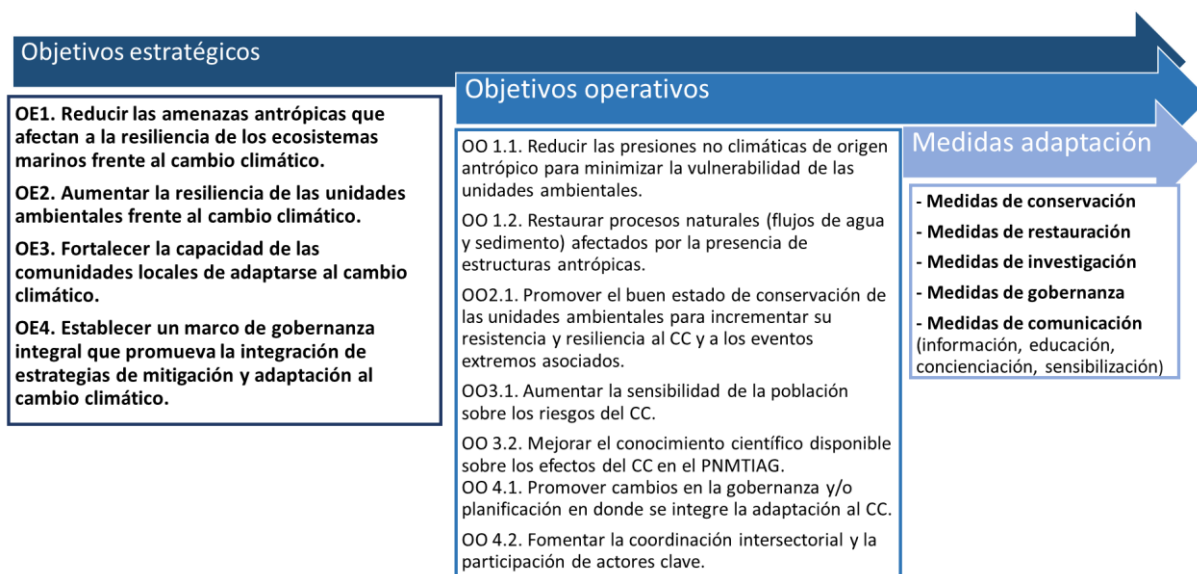 Objetivos estratégicos
OE1. Reducir las amenazas antrópicas que
afectan a la resiliencia de los ecosistemas
marinos frente al cambio climático.
OE2. Aumentar la resiliencia de las unidades
ambientales frente al cambio climático.
OE3. Fortalecer la capacidad de las
comunidades locales de adaptarse al cambio
climático.
OE4. Establecer un marco de gobernanza
integral que promueva la integración de
estrategias de mitigación y adaptación al
cambio climático.
Objetivos operativos
OO 1.1. Reducir las presiones no climáticas de origen
antrópico para minimizar la vulnerabilidad de las
unidades ambientales.
OO 1.2. Restaurar procesos naturales (flujos de agua
y sedimento) afectados por la presencia de
estructuras antrópicas.
OO2.1. Promover el buen estado de conservación de
las unidades ambientales para incrementar su
resistencia y resiliencia al CC y a los eventos
extremos asociados.
OO3.1. Aumentar la sensibilidad de la población
sobre los riesgos del CC.
OO 3.2. Mejorar el conocimiento científico disponible
sobre los efectos del CC en el PNMTIAG.
OO 4.1. Promover cambios en la gobernanza y/o
planificación en donde se integre la adaptación al CC.
OO 4.2. Fomentar la coordinación intersectorial y la
participación de actores clave.
Medidas adaptación
- Medidas de conservación
- Medidas de restauración
- Medidas de investigación
- Medidas de gobernanza
- Medidas de comunicación
(información, educación,
concienciación, sensibilización)